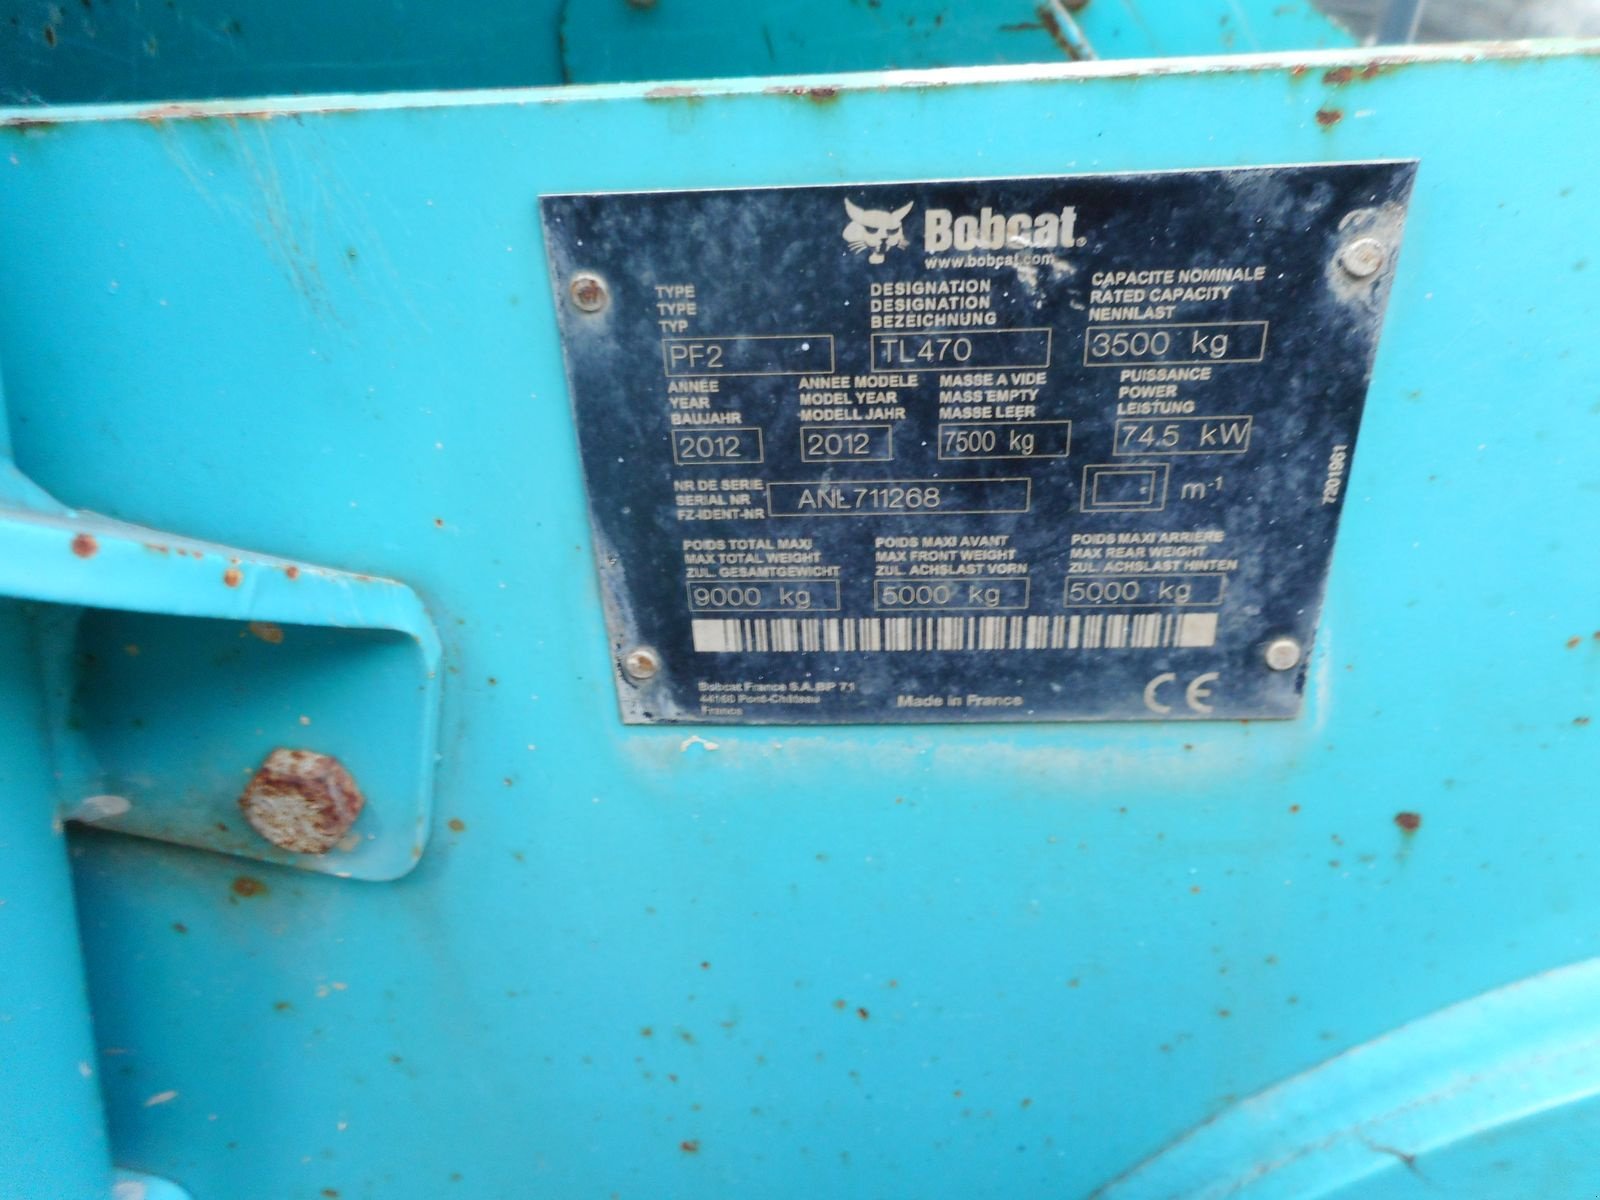 Bobcat®
www.bobcat.com
TYPE
TYPE
TYP
PF2
DESIGNATION
DESIGNATION
BEZEICHNUNG
TL470
CAPACITE NOMINALE
RATED CAPACITY
NENNLAST
3500 kg
ANNÉE
YEAR
BAUJAHR
2012
ANNEE MODELE
MODEL YEAR
MODELL JAHR
2012
MASSE A VIDE
MASS EMPTY
MASSE LEER
7500 kg
PUISSANCE
POWER
LEISTUNG
74.5 kW
NR DE SERIE
SERIAL NR
FZ-IDENT-NR
ANL711268
m-1
7201961
POIDS TOTAL MAXI
MAX TOTAL WEIGHT
ZUL. GESAMTGEWICHT
9000 kg
POIDS MAXI AVANT
MAX FRONT WEIGHT
ZUL. ACHSLAST VORN
5000 kg
POIDS MAXI ARRIERE
MAX REAR WEIGHT
ZUL. ACHSLAST HINTEN
5000 kg
Bobcat France S.A. BP 71
44160 Pont-Château
France
Made in France
CE